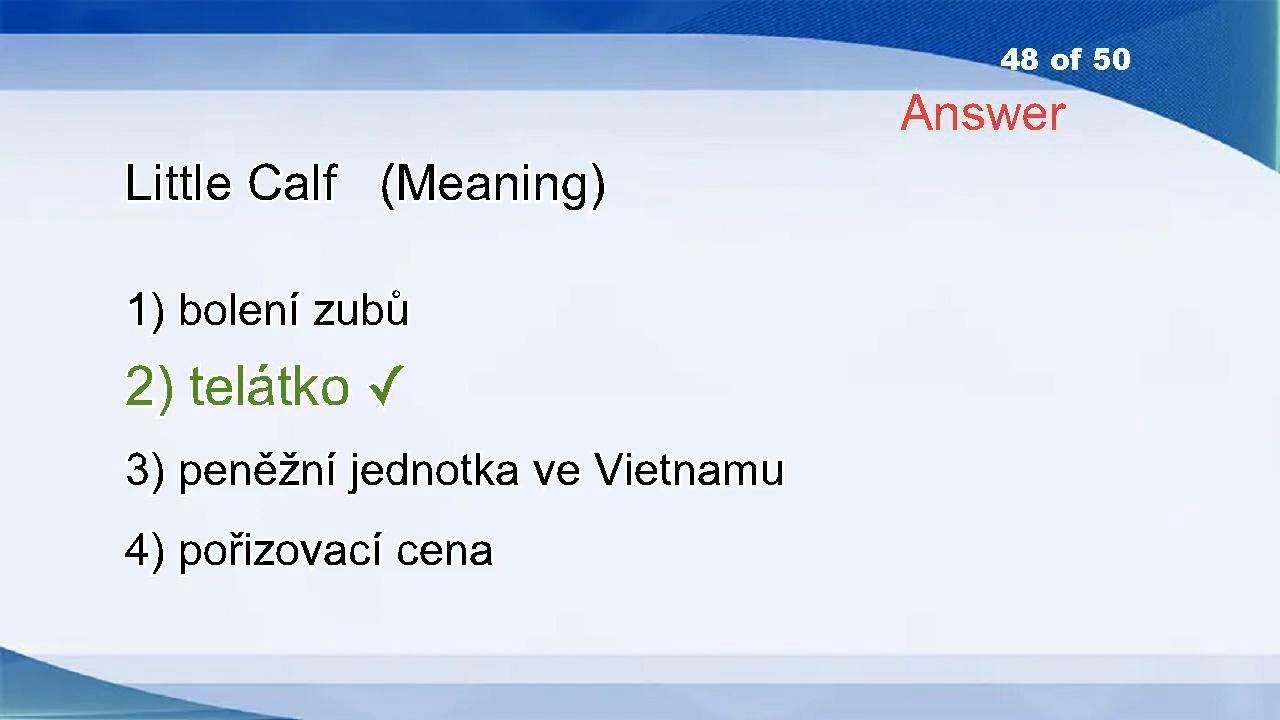 48 of 50
Answer
Little Calf (Meaning)
1) bolení zubů
2) telátko ✓
3) peněžní jednotka ve Vietnamu
4) pořizovací cena